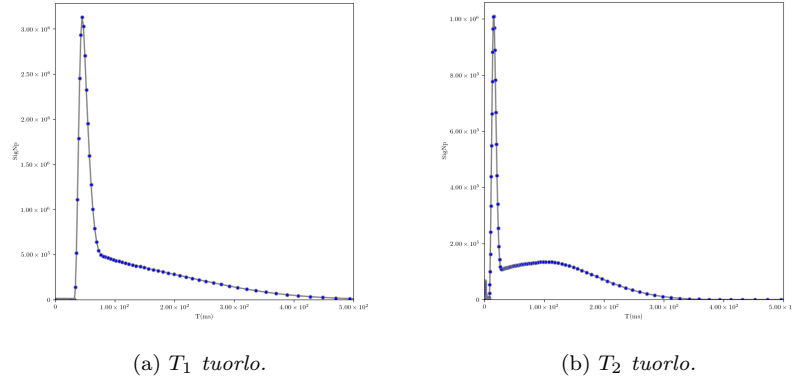 3.00 × 10⁶
2.50 × 10⁶
2.00 × 10⁶
1.50 × 10⁶
1.00 × 10⁶
5.00 × 10⁵
0
SigNp
0
1.00 × 10²
2.00 × 10²
3.00 × 10²
4.00 × 10²
5.00 × 10²
T(ms)
(a) T₁ tuorlo.
1.00 × 10⁶
8.00 × 10⁵
6.00 × 10⁵
4.00 × 10⁵
2.00 × 10⁵
0
SigNp
0
1.00 × 10²
2.00 × 10²
3.00 × 10²
4.00 × 10²
5.00 × 10²
T(ms)
(b) T₂ tuorlo.